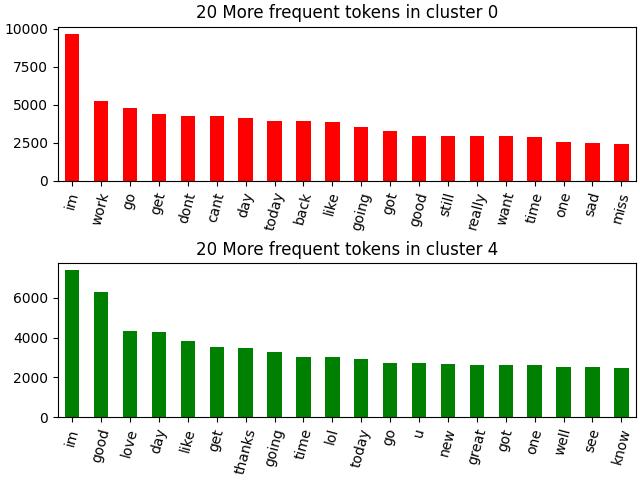 20 More frequent tokens in cluster 0
10000
7500
5000
2500
0
im work go get dont cant day today back like going got good still really want time one sad miss
20 More frequent tokens in cluster 4
6000
4000
2000
0
im good love day like get thanks going time lol today go u new great got one well see know